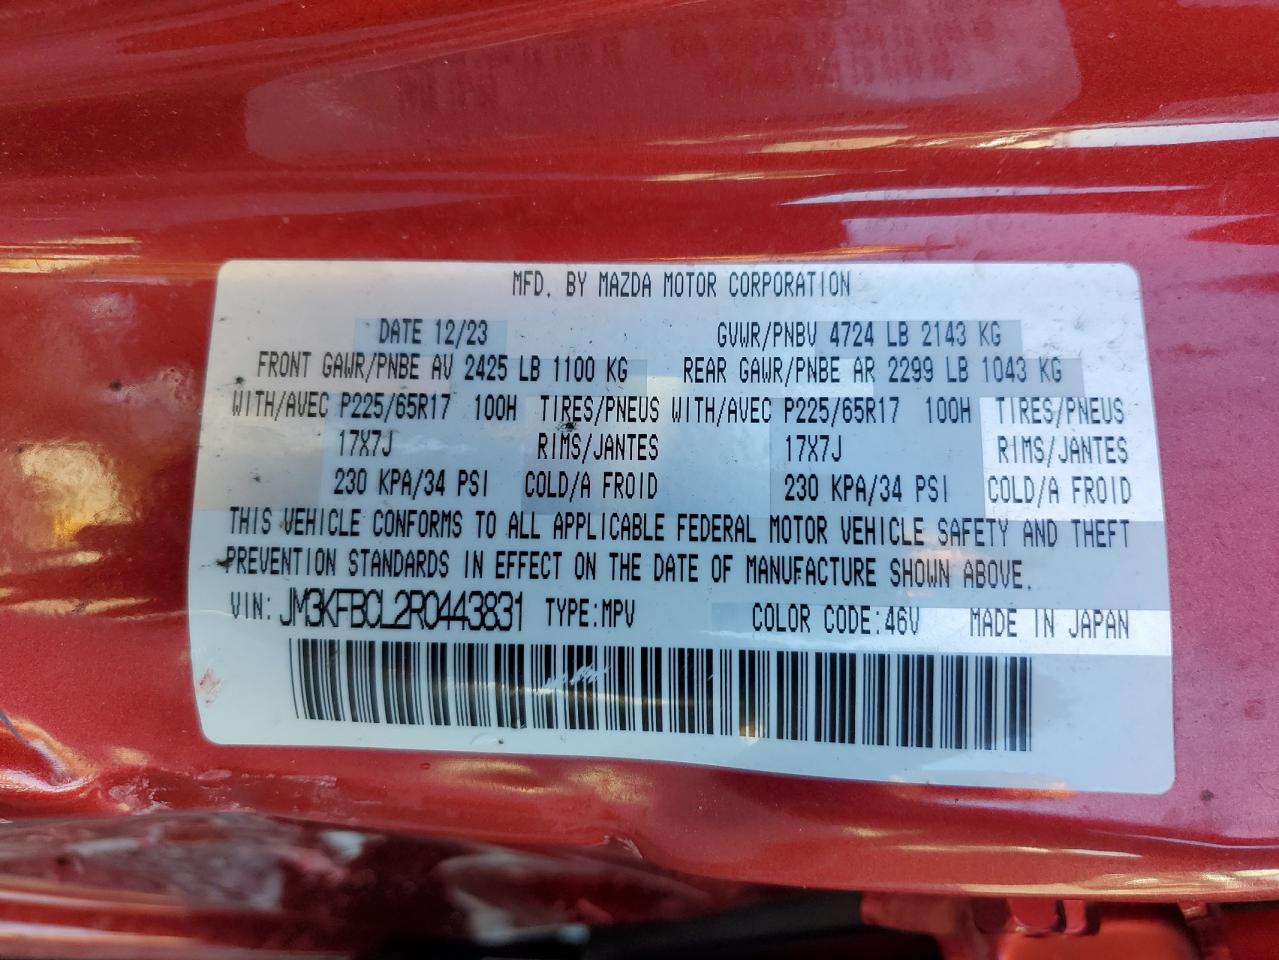 MFD. BY MAZDA MOTOR CORPORATION
DATE 12/23 GVWR/PNBV 4724 LB 2143 KG
FRONT GAWR/PNBE AV 2425 LB 1100 KG REAR GAWR/PNBE AR 2299 LB 1043 KG
WITH/AVEC P225/65R17 100H TIRES/PNEUS WITH/AVEC P225/65R17 100H TIRES/PNEUS
17X7J RIMS/JANTES 17X7J RIMS/JANTES
230 KPA/34 PSI COLD/A FROID 230 KPA/34 PSI COLD/A FROID
THIS VEHICLE CONFORMS TO ALL APPLICABLE FEDERAL MOTOR VEHICLE SAFETY AND THEFT
PREVENTION STANDARDS IN EFFECT ON THE DATE OF MANUFACTURE SHOWN ABOVE.
VIN: JM3KFBCL2R0443831 TYPE:MPV COLOR CODE:46V MADE IN JAPAN